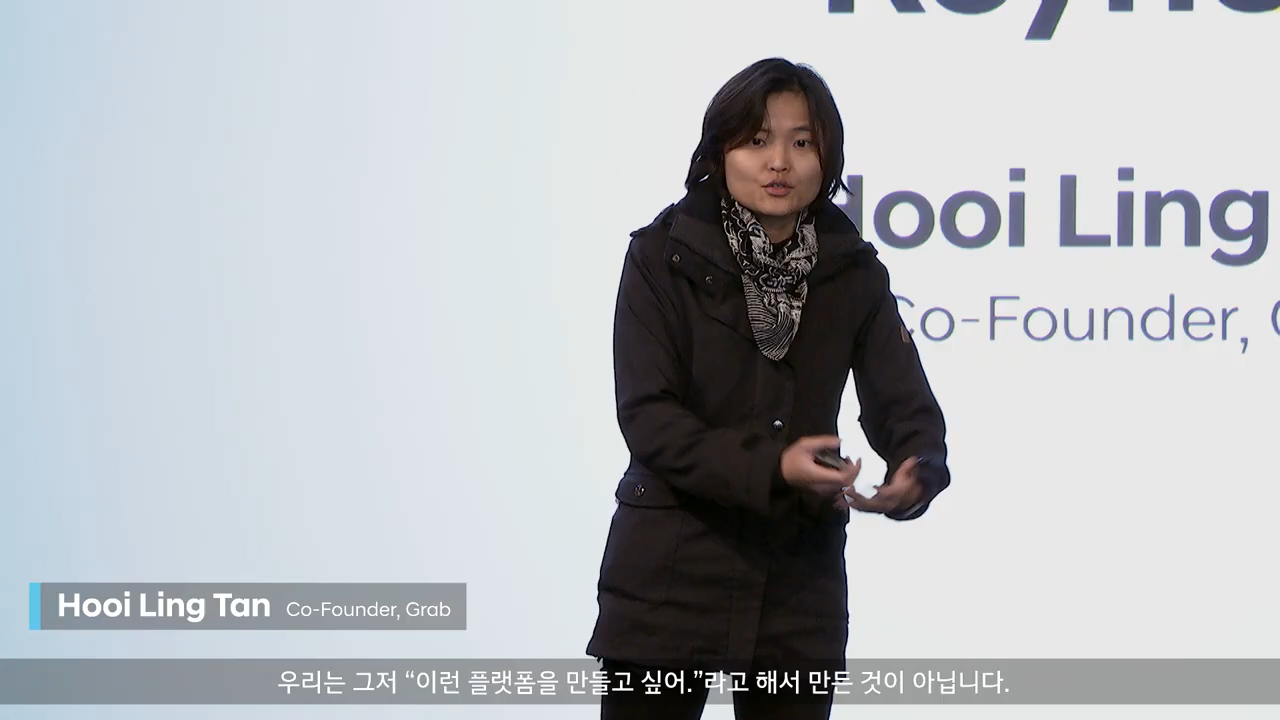 Hooi Ling
Co-Founder,
Hooi Ling Tan Co-Founder, Grab
우리는 그저 “이런 플랫폼을 만들고 싶어.”라고 해서 만든 것이 아닙니다.